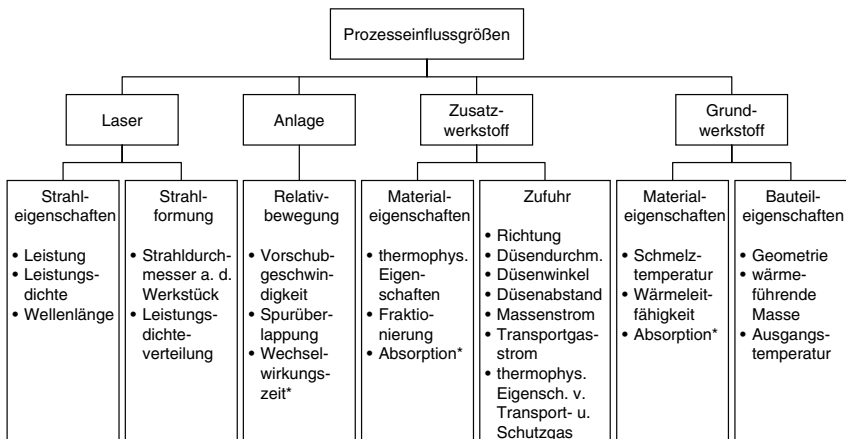 Prozesseinflussgrößen
Laser
Anlage
Zusatz-
werkstoff
Grund-
werkstoff
Strahl-
eigenschaften
• Leistung
• Leistungs-
dichte
• Wellenlänge
Strahl-
formung
• Strahldurch-
messer a. d.
Werkstück
• Leistungs-
dichte-
verteilung
Relativ-
bewegung
• Vorschub-
geschwin-
digkeit
• Spurüber-
lappung
• Wechsel-
wirkungs-
zeit*
Material-
eigenschaften
• thermophys.
Eigen-
schaften
• Fraktio-
nierung
• Absorption*
Zufuhr
• Richtung
• Düsendurchm.
• Düsenwinkel
• Düsenabstand
• Massenstrom
• Transportgas-
strom
• thermophys.
Eigensch. v.
Transport- u.
Schutzgas
Material-
eigenschaften
• Schmelz-
temperatur
• Wärmeleit-
fähigkeit
• Absorption*
Bauteil-
eigenschaften
• Geometrie
• wärme-
führende
Masse
• Ausgangs-
temperatur